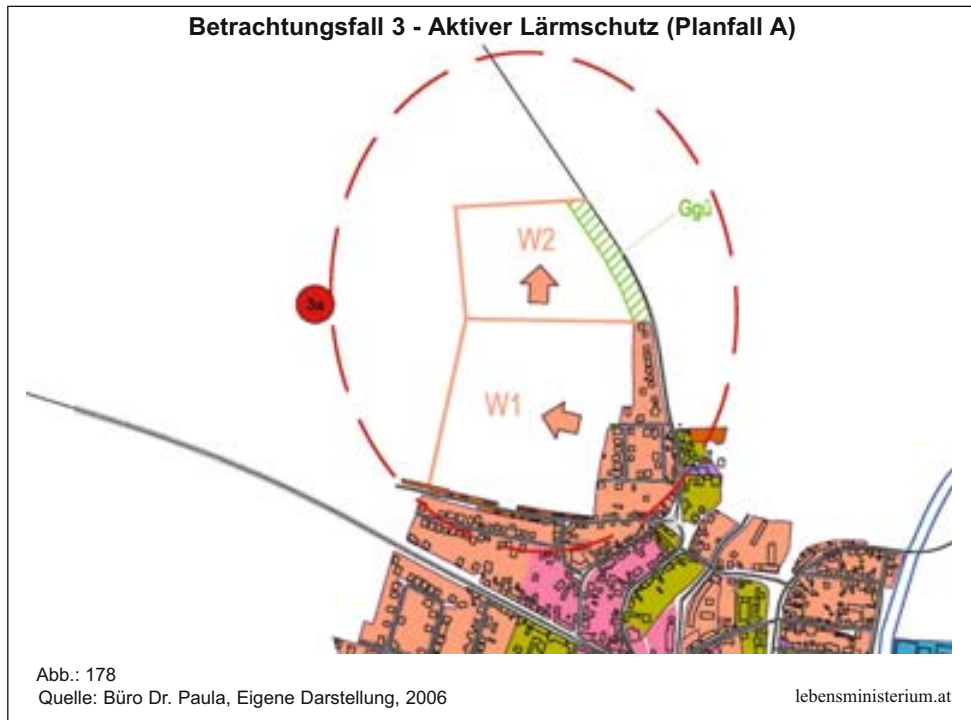 Betrachtungsfall 3 - Aktiver Lärmschutz (Planfall A)
Ggü
W2
3a
W1
Abb.: 178
Quelle: Büro Dr. Paula, Eigene Darstellung, 2006
lebensministerium.at